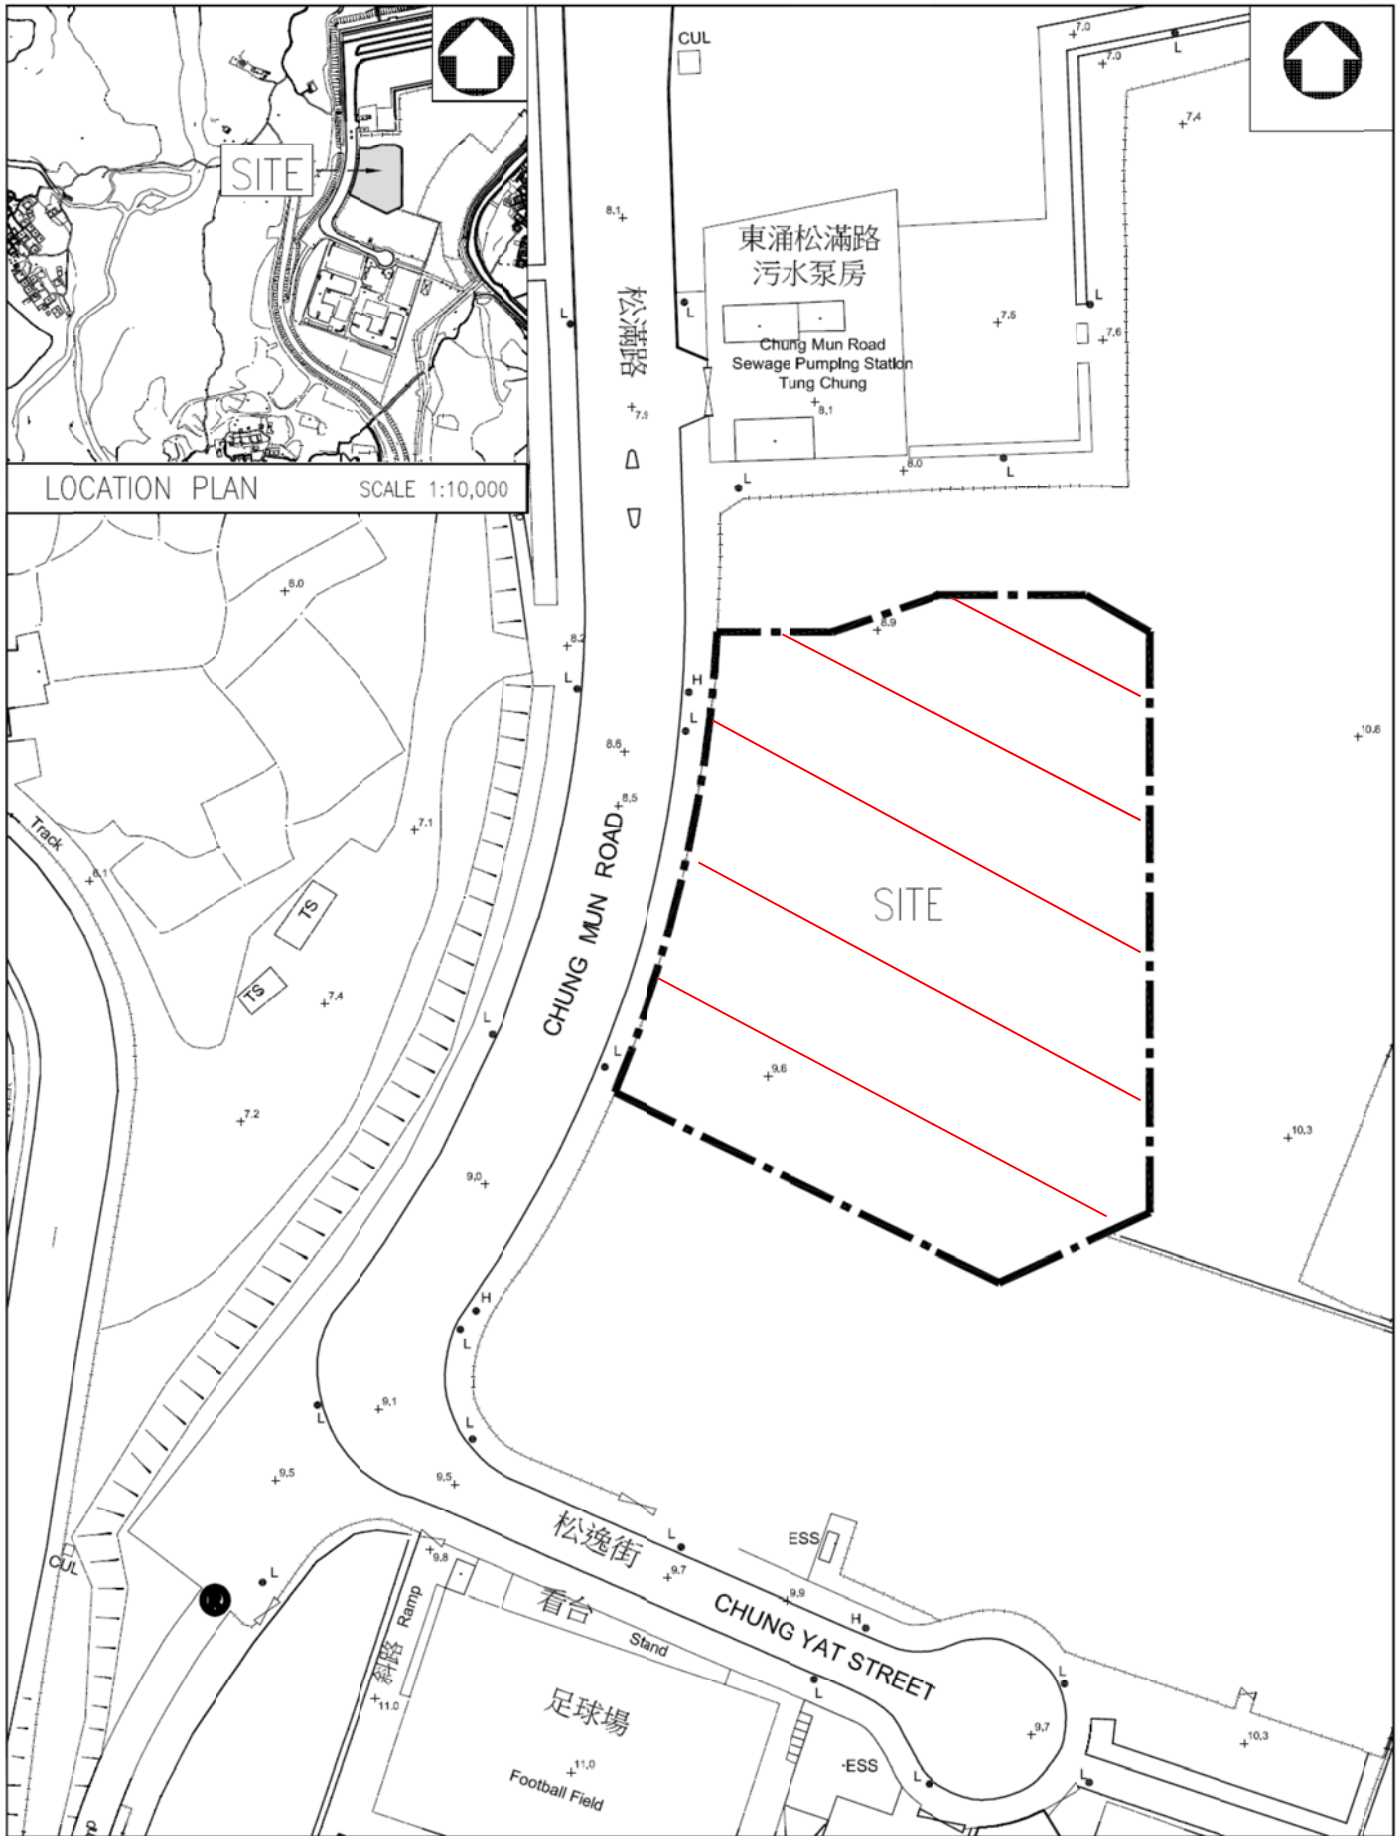 SITE
LOCATION PLAN
SCALE 1:10,000
CUL
7.0
L
7.0
7.4
8.1
東涌松滿路
污水泵房
松滿路
L
L
L
7.5
7.6
Chung Mun Road
Sewage Pumping Station
Tung Chung
7.9
8.1
8.0
L
L
8.0
8.9
8.2
L
H
L
8.6
10.6
8.5
7.1
Track
6.1
CHUNG MUN ROAD
SITE
TS
TS
7.4
L
L
9.6
7.2
10.3
9.0
H
L
9.1
L
L
9.5
9.5
松逸街
L
ESS
9.8
CUL
L
9.7
9.9
看台
斜路 Ramp
Stand
H
CHUNG YAT STREET
L
L
11.0
足球場
9.7
10.3
11.0
Football Field
ESS
L
L